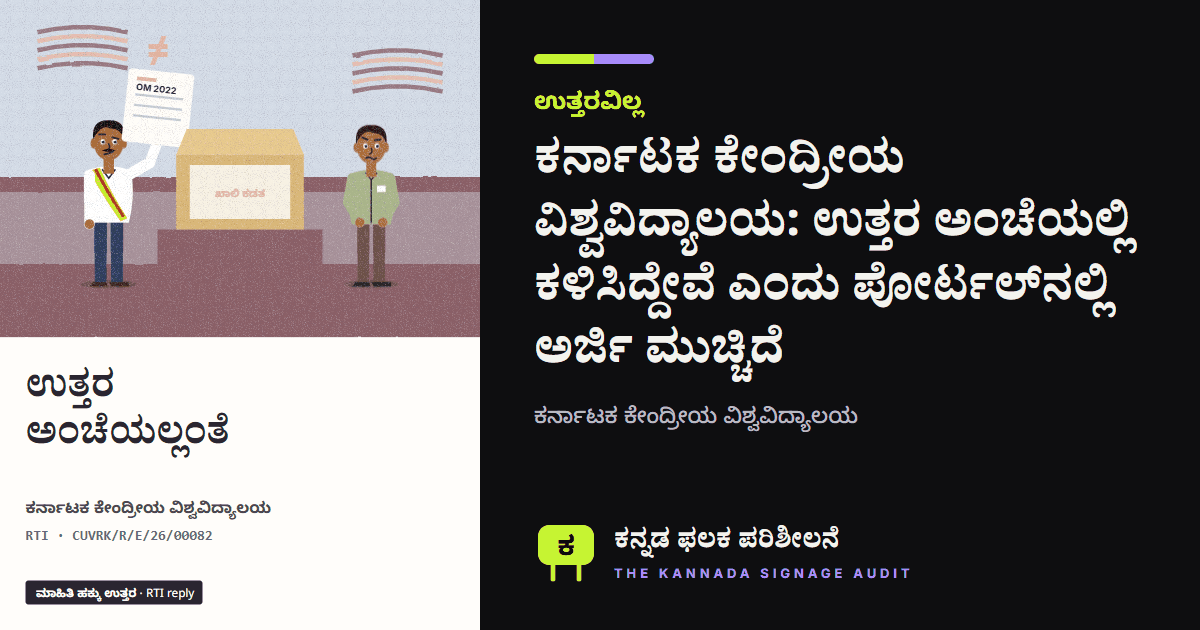 ≠
OM 2022
ಖಾಲಿ ಕಡತ
ಉತ್ತರ
ಅಂಚೆಯಲ್ಲಂತೆ
ಕರ್ನಾಟಕ ಕೇಂದ್ರೀಯ ವಿಶ್ವವಿದ್ಯಾಲಯ
RTI · CUVRK/R/E/26/00082
ಮಾಹಿತಿ ಹಕ್ಕು ಉತ್ತರ · RTI reply
ಉತ್ತರವಿಲ್ಲ
ಕರ್ನಾಟಕ ಕೇಂದ್ರೀಯ
ವಿಶ್ವವಿದ್ಯಾಲಯ: ಉತ್ತರ ಅಂಚೆಯಲ್ಲಿ
ಕಳಿಸಿದ್ದೇವೆ ಎಂದು ಪೋರ್ಟಲ್‌ನಲ್ಲಿ
ಅರ್ಜಿ ಮುಚ್ಚಿದೆ
ಕರ್ನಾಟಕ ಕೇಂದ್ರೀಯ ವಿಶ್ವವಿದ್ಯಾಲಯ
ಕ
ಕನ್ನಡ ಫಲಕ ಪರಿಶೀಲನೆ
THE KANNADA SIGNAGE AUDIT